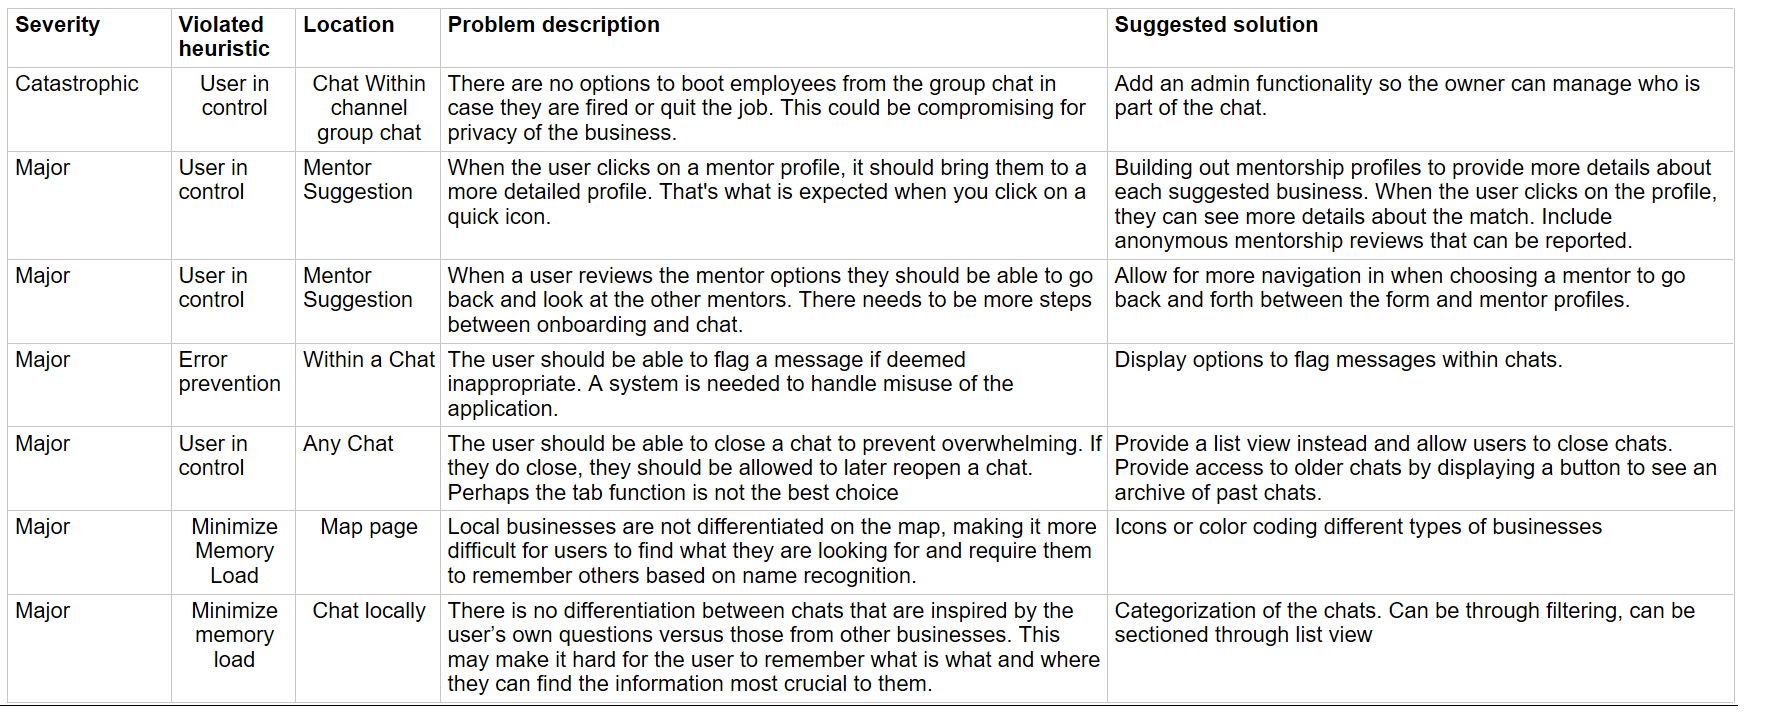 Severity
Violated
heuristic
Location
Problem description
Suggested solution
Catastrophic
User in
control
Chat Within
channel
group chat
There are no options to boot employees from the group chat in
case they are fired or quit the job. This could be compromising for
privacy of the business.
Add an admin functionality so the owner can manage who is
part of the chat.
Major
User in
control
Mentor
Suggestion
When the user clicks on a mentor profile, it should bring them to a
more detailed profile. That's what is expected when you click on a
quick icon.
Building out mentorship profiles to provide more details about
each suggested business. When the user clicks on the profile,
they can see more details about the match. Include
anonymous mentorship reviews that can be reported.
Major
User in
control
Mentor
Suggestion
When a user reviews the mentor options they should be able to go
back and look at the other mentors. There needs to be more steps
between onboarding and chat.
Allow for more navigation in when choosing a mentor to go
back and forth between the form and mentor profiles.
Major
Error
prevention
Within a Chat
The user should be able to flag a message if deemed
inappropriate. A system is needed to handle misuse of the
application.
Display options to flag messages within chats.
Major
User in
control
Any Chat
The user should be able to close a chat to prevent overwhelming. If
they do close, they should be allowed to later reopen a chat.
Perhaps the tab function is not the best choice
Provide a list view instead and allow users to close chats.
Provide access to older chats by displaying a button to see an
archive of past chats.
Major
Minimize
Memory
Load
Map page
Local businesses are not differentiated on the map, making it more
difficult for users to find what they are looking for and require them
to remember others based on name recognition.
Icons or color coding different types of businesses
Major
Minimize
memory
load
Chat locally
There is no differentiation between chats that are inspired by the
user’s own questions versus those from other businesses. This
may make it hard for the user to remember what is what and where
they can find the information most crucial to them.
Categorization of the chats. Can be through filtering, can be
sectioned through list view